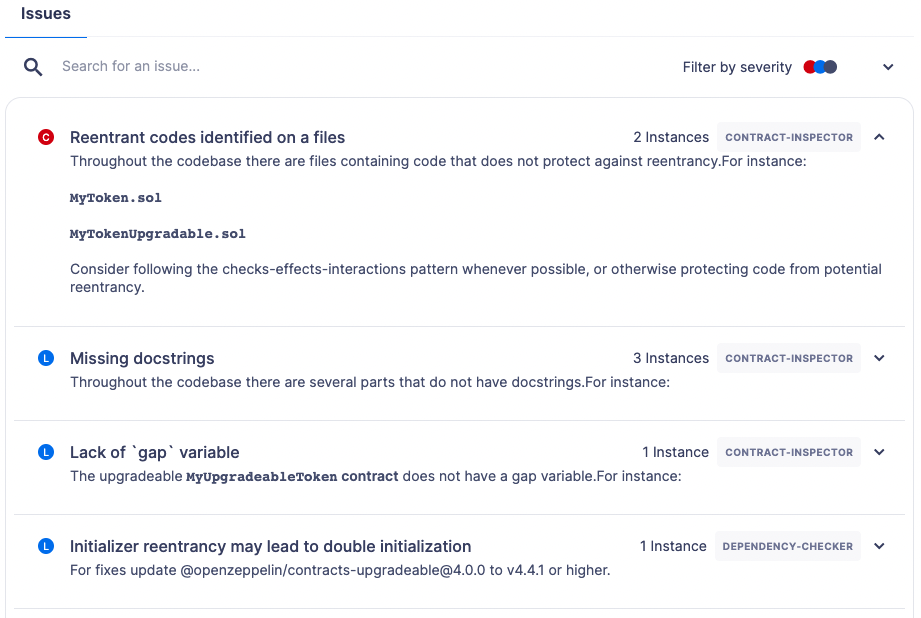 Issues
Search for an issue...
Filter by severity
C Reentrant codes identified on a files 2 Instances CONTRACT-INSPECTOR
Throughout the codebase there are files containing code that does not protect against reentrancy.For instance:
MyToken.sol
MyTokenUpgradable.sol
Consider following the checks-effects-interactions pattern whenever possible, or otherwise protecting code from potential
reentrancy.
L Missing docstrings 3 Instances CONTRACT-INSPECTOR
Throughout the codebase there are several parts that do not have docstrings.For instance:
L Lack of `gap` variable 1 Instance CONTRACT-INSPECTOR
The upgradeable MyUpgradeableToken contract does not have a gap variable.For instance:
L Initializer reentrancy may lead to double initialization 1 Instance DEPENDENCY-CHECKER
For fixes update @openzeppelin/contracts-upgradeable@4.0.0 to v4.4.1 or higher.